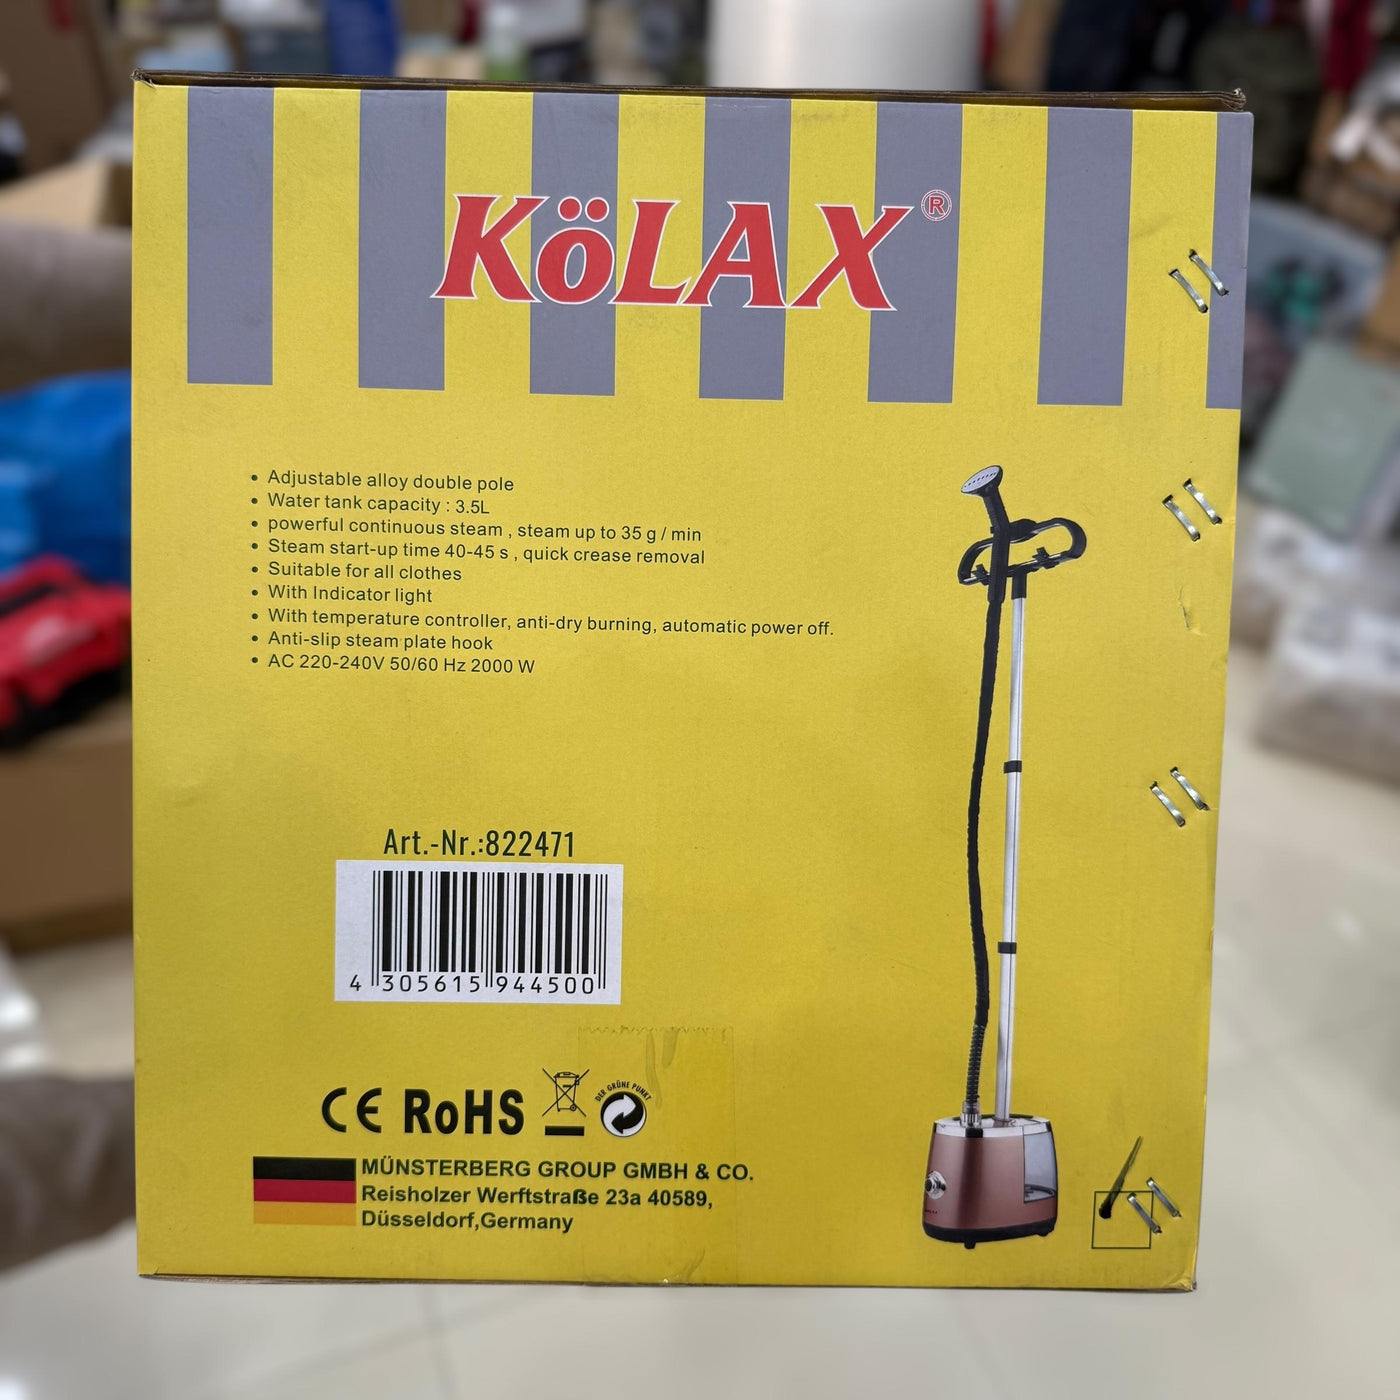 KöLAX®
• Adjustable alloy double pole
• Water tank capacity : 3.5L
• powerful continuous steam , steam up to 35 g / min
• Steam start-up time 40-45 s , quick crease removal
• Suitable for all clothes
• With Indicator light
• With temperature controller, anti-dry burning, automatic power off.
• Anti-slip steam plate hook
• AC 220-240V 50/60 Hz 2000 W
Art.-Nr.:822471
4 305615 944500
CE RoHS
DER GRÜNE PUNKT
MÜNSTERBERG GROUP GMBH & CO.
Reisholzer Werftstraße 23a 40589,
Düsseldorf,Germany